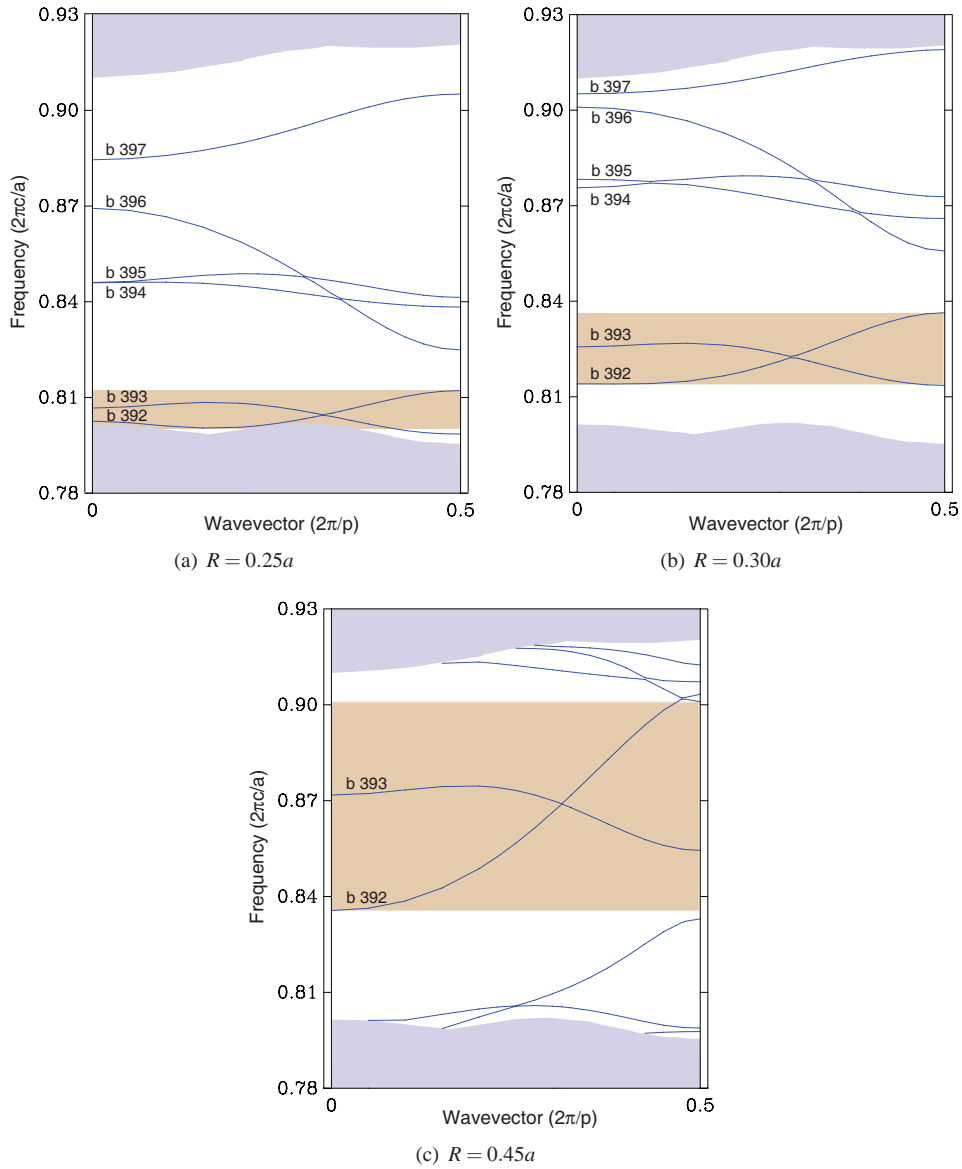 0.93
0.90
0.87
0.84
0.81
0.78
Frequency (2πc/a)
b 397
b 396
b 395
b 394
b 393
b 392
0
0.5
Wavevector (2π/p)
(a) R = 0.25a
0.93
0.90
0.87
0.84
0.81
0.78
Frequency (2πc/a)
b 397
b 396
b 395
b 394
b 393
b 392
0
0.5
Wavevector (2π/p)
(b) R = 0.30a
0.93
0.90
0.87
0.84
0.81
0.78
Frequency (2πc/a)
b 393
b 392
0
0.5
Wavevector (2π/p)
(c) R = 0.45a